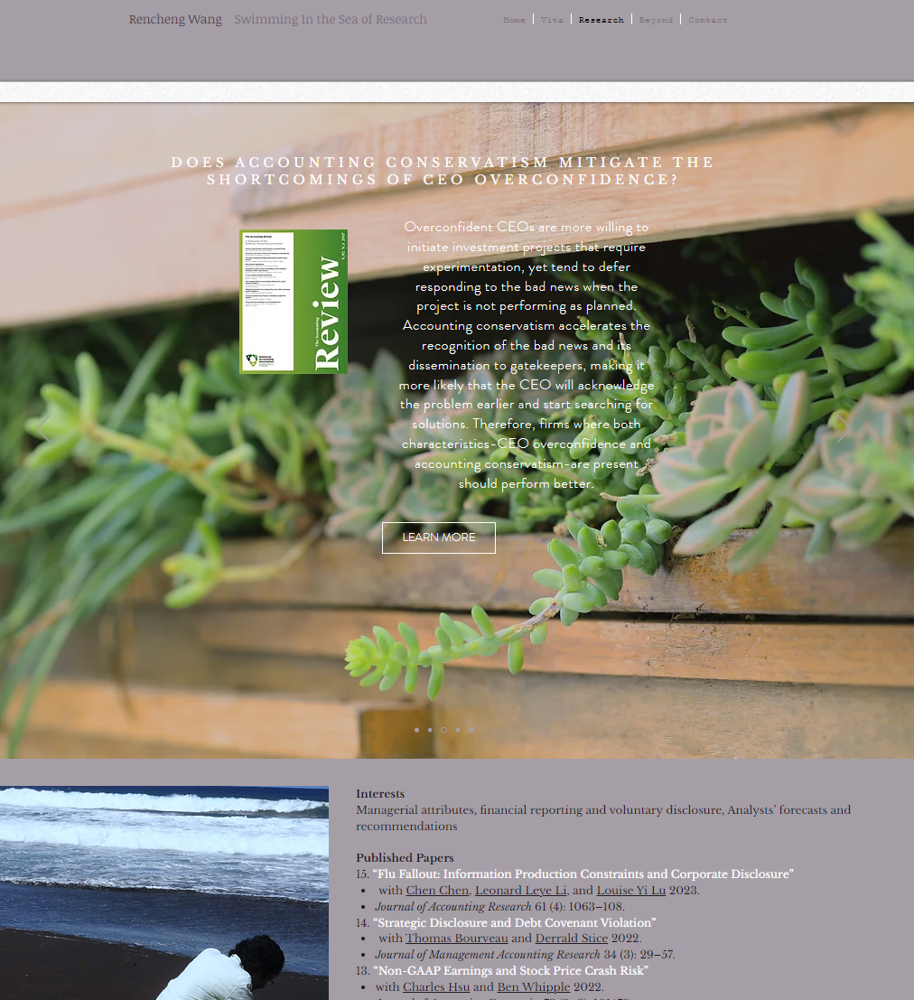 Rencheng Wang Swimming In the Sea of Research
Home Vita Research Beyond Contact
DOES ACCOUNTING CONSERVATISM MITIGATE THE
SHORTCOMINGS OF CEO OVERCONFIDENCE?
The Accounting Review
Overconfident CEOs are more willing to
initiate investment projects that require
experimentation, yet tend to defer
responding to the bad news when the
project is not performing as planned.
Accounting conservatism accelerates the
recognition of the bad news and its
dissemination to gatekeepers, making it
more likely that the CEO will acknowledge
the problem earlier and start searching for
solutions. Therefore, firms where both
characteristics-CEO overconfidence and
accounting conservatism-are present
should perform better.
LEARN MORE
Interests
Managerial attributes, financial reporting and voluntary disclosure, Analysts’ forecasts and
recommendations
Published Papers
15. “Flu Fallout: Information Production Constraints and Corporate Disclosure”
• with Chen Chen, Leonard Leye Li, and Louise Yi Lu 2023.
• Journal of Accounting Research 61 (4): 1063–108.
14. “Strategic Disclosure and Debt Covenant Violation”
• with Thomas Bourveau and Derrald Stice 2022.
• Journal of Management Accounting Research 34 (3): 29–57.
13. “Non-GAAP Earnings and Stock Price Crash Risk”
• with Charles Hsu and Ben Whipple 2022.